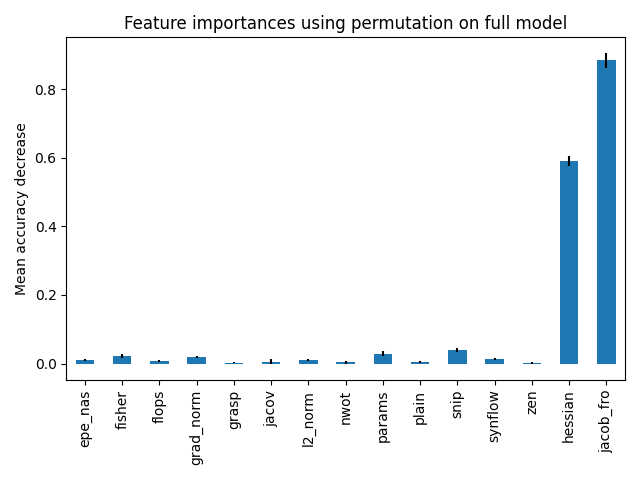 Feature importances using permutation on full model
Mean accuracy decrease
0.8
0.6
0.4
0.2
0.0
epe_nas
fisher
flops
grad_norm
grasp
jacov
l2_norm
nwot
params
plain
snip
synflow
zen
hessian
jacob_fro